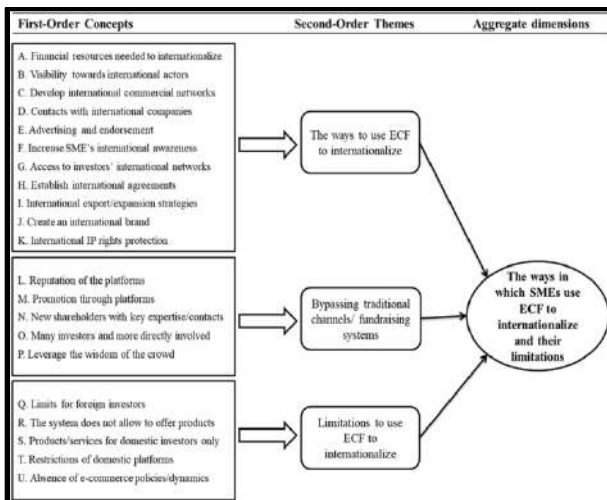 First-Order Concepts
Second-Order Themes
Aggregate dimensions
A. Financial resources needed to internationalize
B. Visibility towards international actors
C. Develop international commercial networks
D. Contacts with international companies
E. Advertising and endorsement
F. Increase SME's international awareness
G. Access to investors' international networks
H. Establish international agreements
I. International export/expansion strategies
J. Create an international brand
K. International IP rights protection
The ways to use ECF
to internationalize
L. Reputation of the platforms
M. Promotion through platforms
N. New shareholders with key expertise/contacts
O. Many investors and more directly involved
P. Leverage the wisdom of the crowd
Bypassing traditional
channels/ fundraising
systems
The ways in
which SMEs use
ECF to
internationalize
and their
limitations
Q. Limits for foreign investors
R. The system does not allow to offer products
S. Products/services for domestic investors only
T. Restrictions of domestic platforms
U. Absence of e-commerce policies/dynamics
Limitations to use
ECF to
internationalize